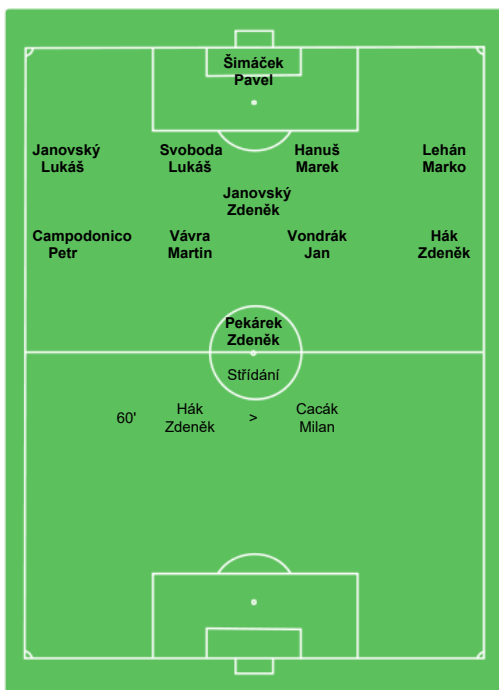 Šimáček
Pavel
Janovský Svoboda Hanuš Lehán
Lukáš Lukáš Marek Marko
Janovský
Zdeněk
Campodonico Vávra Vondrák Hák
Petr Martin Jan Zdeněk
Pekárek
Zdeněk
Střídání
60' Hák > Cacák
Zdeněk Milan